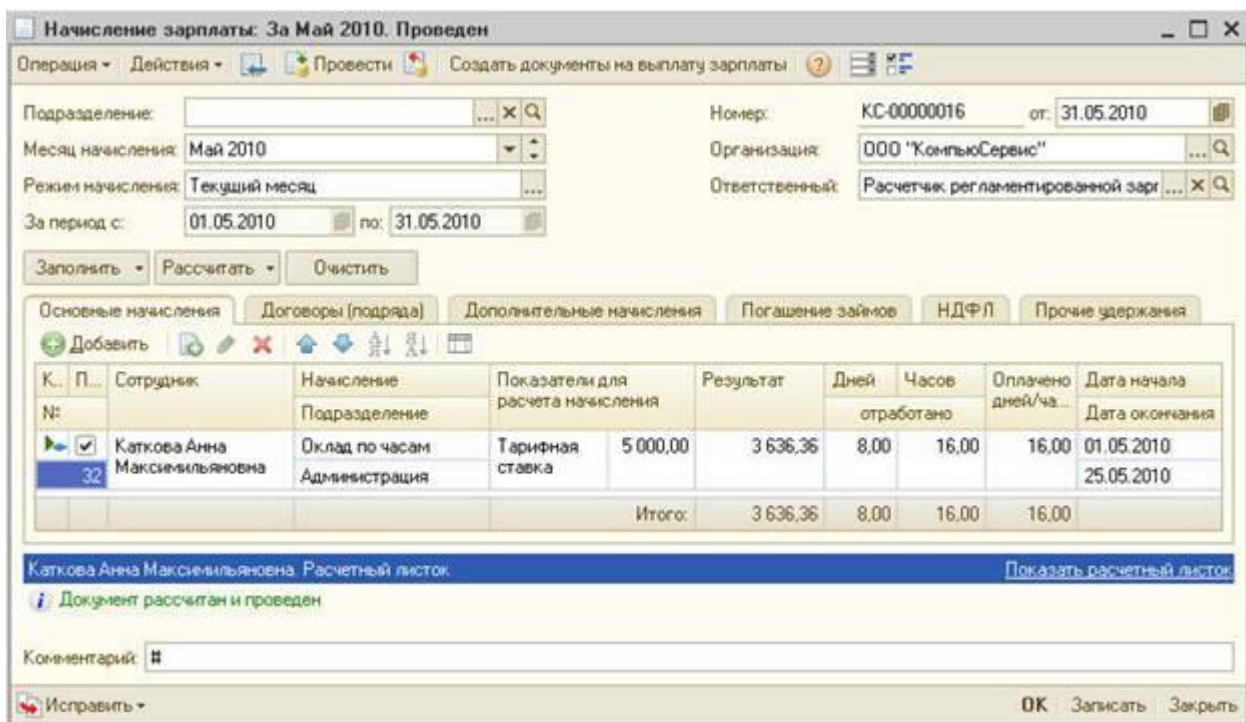 Начисление зарплаты: За Май 2010. Проведен
Операция Действия Провести Создать документы на выплату зарплаты ?
Подразделение: ... Номер: КС-00000016 от: 31.05.2010
Месяц начисления: Май 2010 Организация: ООО "КомпьюСервис" ...
Режим начисления: Текущий месяц ... Ответственный: Расчетчик регламентированной зарг ...
За период с: 01.05.2010 по: 31.05.2010
Заполнить Рассчитать Очистить
Основные начисления Договоры (подряда) Дополнительные начисления Погашение займов НДФЛ Прочие удержания
Добавить
К... П... Сотрудник Начисление Показатели для расчета начисления Результат Дней Часов Оплачено дней/ча... Дата начала
№ Подразделение отработано Дата окончания
Каткова Анна Максимильяновна Оклад по часам Тарифная ставка 5 000,00 3 636,36 8,00 16,00 16,00 01.05.2010
32 Администрация 25.05.2010
Итого: 3 636,36 8,00 16,00 16,00
Каткова Анна Максимильяновна. Расчетный листок Показать расчетный листок
i Документ рассчитан и проведен
Комментарий: #
Исправить OK Записать Закрыть